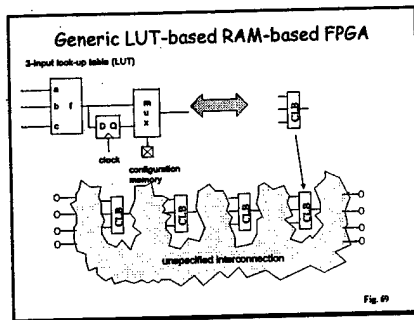 Generic LUT-based RAM-based FPGA
3-input look-up table (LUT)
a
b f
c
D Q
mux
clock
configuration
memory
CLB
CLB
CLB
CLB
CLB
unspecified interconnection
Fig. 69